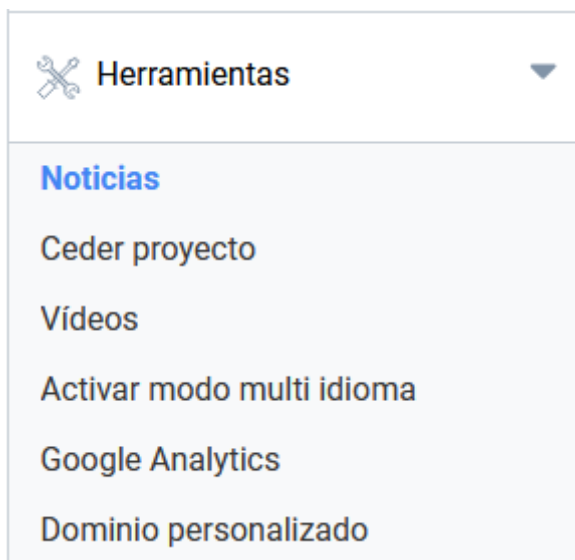 Herramientas
Noticias
Ceder proyecto
Vídeos
Activar modo multi idioma
Google Analytics
Dominio personalizado